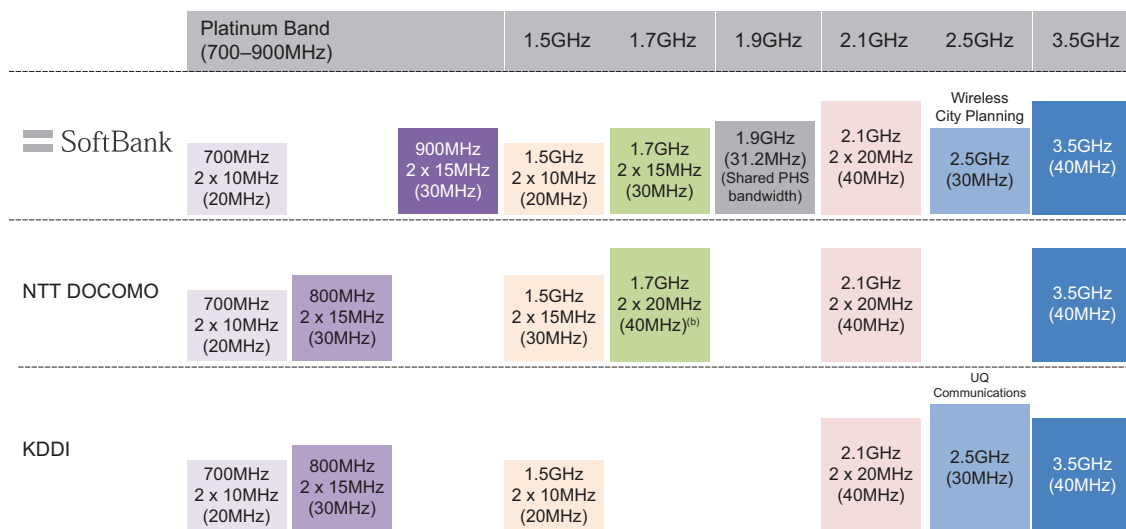 Platinum Band
(700–900MHz)
1.5GHz
1.7GHz
1.9GHz
2.1GHz
2.5GHz
3.5GHz
SoftBank
700MHz
2 x 10MHz
(20MHz)
900MHz
2 x 15MHz
(30MHz)
1.5GHz
2 x 10MHz
(20MHz)
1.7GHz
2 x 15MHz
(30MHz)
1.9GHz
(31.2MHz)
(Shared PHS
bandwidth)
2.1GHz
2 x 20MHz
(40MHz)
Wireless
City Planning
2.5GHz
(30MHz)
3.5GHz
(40MHz)
NTT DOCOMO
700MHz
2 x 10MHz
(20MHz)
800MHz
2 x 15MHz
(30MHz)
1.5GHz
2 x 15MHz
(30MHz)
1.7GHz
2 x 20MHz
(40MHz)(b)
2.1GHz
2 x 20MHz
(40MHz)
3.5GHz
(40MHz)
KDDI
700MHz
2 x 10MHz
(20MHz)
800MHz
2 x 15MHz
(30MHz)
1.5GHz
2 x 10MHz
(20MHz)
2.1GHz
2 x 20MHz
(40MHz)
UQ
Communications
2.5GHz
(30MHz)
3.5GHz
(40MHz)